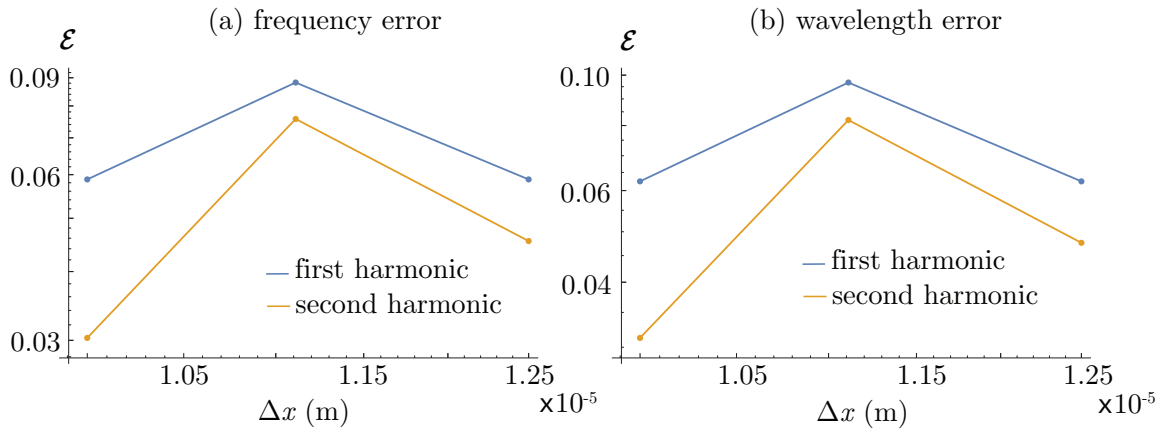 (a) frequency error
ℰ
0.09
0.06
0.03
first harmonic
second harmonic
1.05
1.15
1.25
×10⁻⁵
Δx (m)
(b) wavelength error
ℰ
0.10
0.06
0.04
first harmonic
second harmonic
1.05
1.15
1.25
×10⁻⁵
Δx (m)